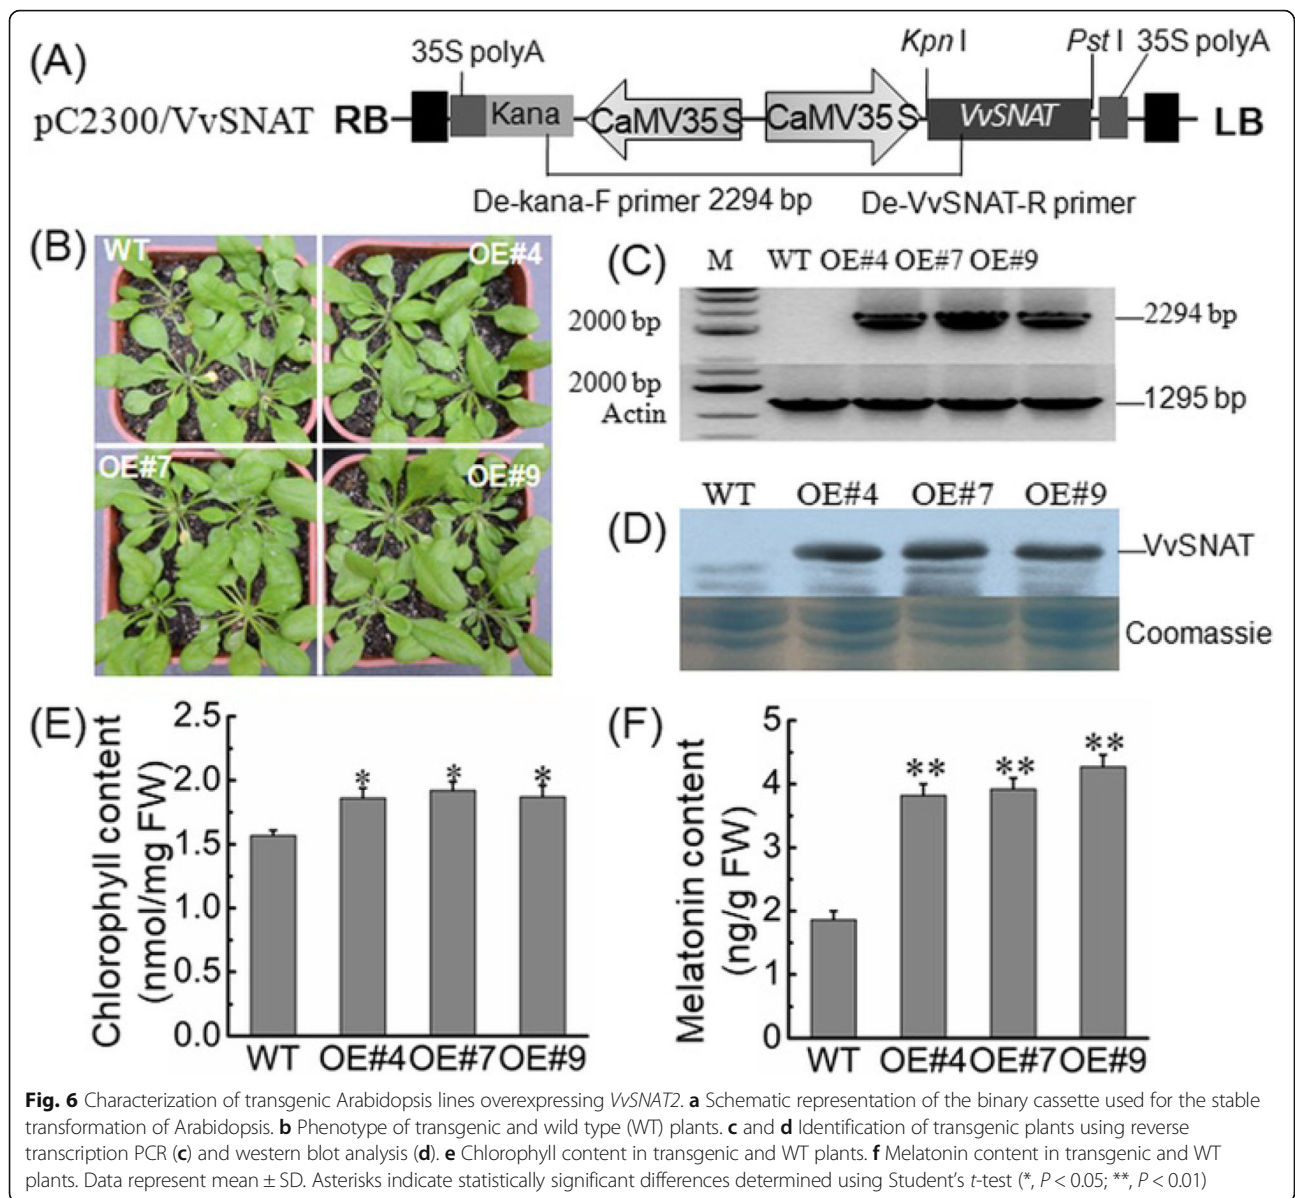 (A)
35S polyA
Kpn I
Pst I 35S polyA
pC2300/VvSNAT RB Kana CaMV35S CaMV35S VvSNAT LB
De-kana-F primer 2294 bp De-VvSNAT-R primer
(B)
WT
OE#4
OE#7
OE#9
(C)
M WT OE#4 OE#7 OE#9
2000 bp
2294 bp
2000 bp
Actin
1295 bp
(D)
WT OE#4 OE#7 OE#9
VvSNAT
Coomassie
(E)
Chlorophyll content
(nmol/mg FW)
2.5
2.0
1.5
1.0
0.5
0.0
* * *
WT OE#4 OE#7 OE#9
(F)
Melatonin content
(ng/g FW)
5
4
3
2
1
0
** ** **
WT OE#4 OE#7 OE#9
Fig. 6 Characterization of transgenic Arabidopsis lines overexpressing VvSNAT2. a Schematic representation of the binary cassette used for the stable
transformation of Arabidopsis. b Phenotype of transgenic and wild type (WT) plants. c and d Identification of transgenic plants using reverse
transcription PCR (c) and western blot analysis (d). e Chlorophyll content in transgenic and WT plants. f Melatonin content in transgenic and WT
plants. Data represent mean ± SD. Asterisks indicate statistically significant differences determined using Student's t-test (*, P < 0.05; **, P < 0.01)